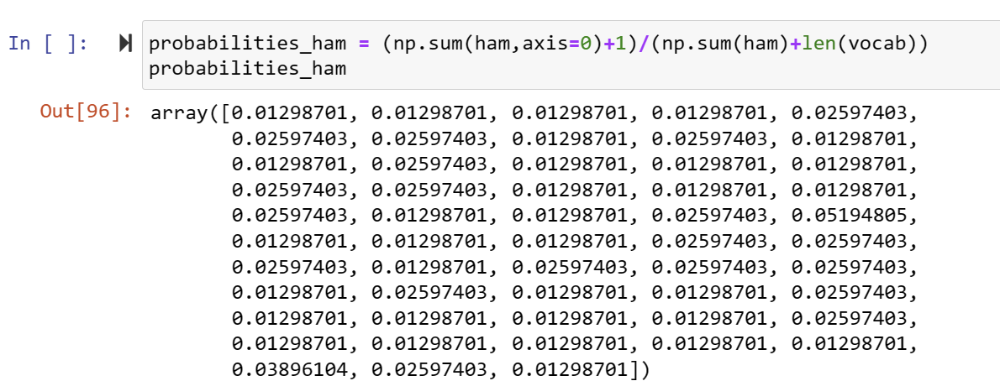 In [ ]: probabilities_ham = (np.sum(ham,axis=0)+1)/(np.sum(ham)+len(vocab))
probabilities_ham
Out[96]: array([0.01298701, 0.01298701, 0.01298701, 0.01298701, 0.02597403,
0.02597403, 0.02597403, 0.01298701, 0.02597403, 0.01298701,
0.01298701, 0.02597403, 0.01298701, 0.01298701, 0.01298701,
0.02597403, 0.02597403, 0.01298701, 0.01298701, 0.01298701,
0.02597403, 0.01298701, 0.01298701, 0.02597403, 0.05194805,
0.01298701, 0.01298701, 0.01298701, 0.02597403, 0.02597403,
0.02597403, 0.01298701, 0.02597403, 0.02597403, 0.02597403,
0.01298701, 0.02597403, 0.01298701, 0.01298701, 0.02597403,
0.01298701, 0.01298701, 0.01298701, 0.01298701, 0.02597403,
0.01298701, 0.01298701, 0.01298701, 0.01298701, 0.01298701,
0.03896104, 0.02597403, 0.01298701])